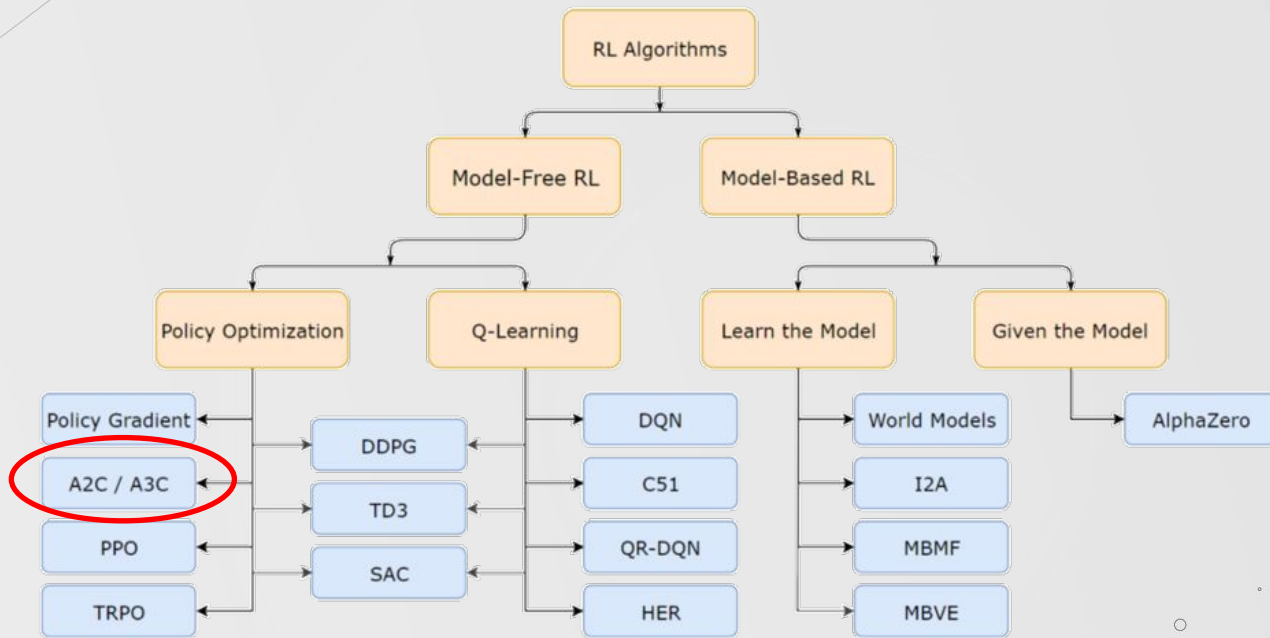 RL Algorithms
Model-Free RL
Model-Based RL
Policy Optimization
Q-Learning
Learn the Model
Given the Model
Policy Gradient
DDPG
DQN
World Models
AlphaZero
A2C / A3C
TD3
C51
I2A
PPO
SAC
QR-DQN
MBMF
TRPO
HER
MBVE